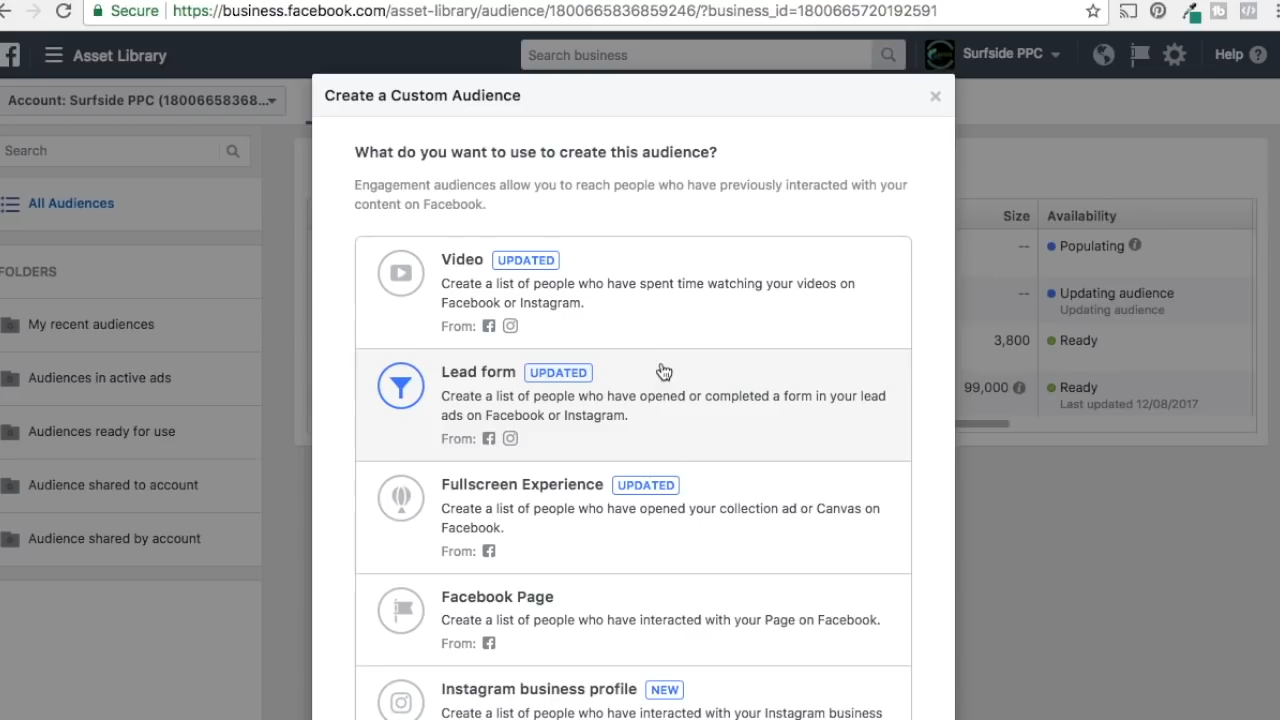 Secure https://business.facebook.com/asset-library/audience/1800665836859246/?business_id=1800665720192591
Asset Library
Search business
Surfside PPC
Help ?
Account: Surfside PPC (18006658368...
Search
All Audiences
FOLDERS
My recent audiences
Audiences in active ads
Audiences ready for use
Audience shared to account
Audience shared by account
Create a Custom Audience
What do you want to use to create this audience?
Engagement audiences allow you to reach people who have previously interacted with your
content on Facebook.
Video UPDATED
Create a list of people who have spent time watching your videos on
Facebook or Instagram.
From:
Lead form UPDATED
Create a list of people who have opened or completed a form in your lead
ads on Facebook or Instagram.
From:
Fullscreen Experience UPDATED
Create a list of people who have opened your collection ad or Canvas on
Facebook.
From:
Facebook Page
Create a list of people who have interacted with your Page on Facebook.
From:
Instagram business profile NEW
Create a list of people who have interacted with your Instagram business
Size Availability
-- Populating
-- Updating audience
Updating audience
3,800 Ready
99,000 Ready
Last updated 12/08/2017